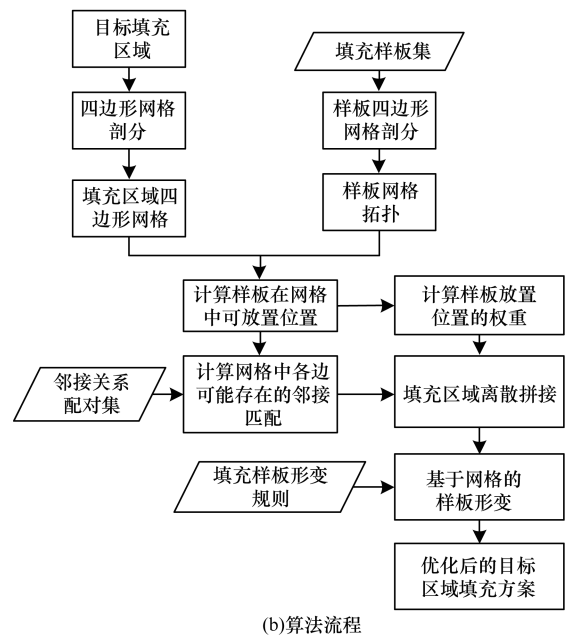 目标填充
区域
填充样板集
四边形网格
剖分
样板四边形
网格剖分
填充区域四
边形网格
样板网格
拓扑
计算样板在网格
中可放置位置
计算样板放置
位置的权重
邻接关系
配对集
计算网格中各边
可能存在的邻接
匹配
填充区域离散拼接
填充样板形变
规则
基于网格的
样板形变
优化后的目标
区域填充方案
(b)算法流程